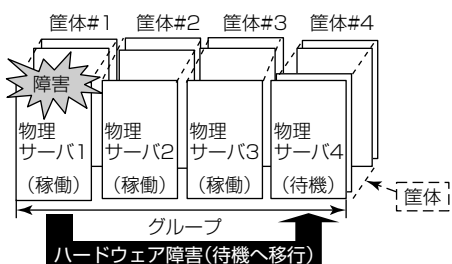 筐体#1 筐体#2 筐体#3 筐体#4
障害
物理サーバ1
(稼働)
物理サーバ2
(稼働)
物理サーバ3
(稼働)
物理サーバ4
(待機)
筐体
グループ
ハードウェア障害(待機へ移行)